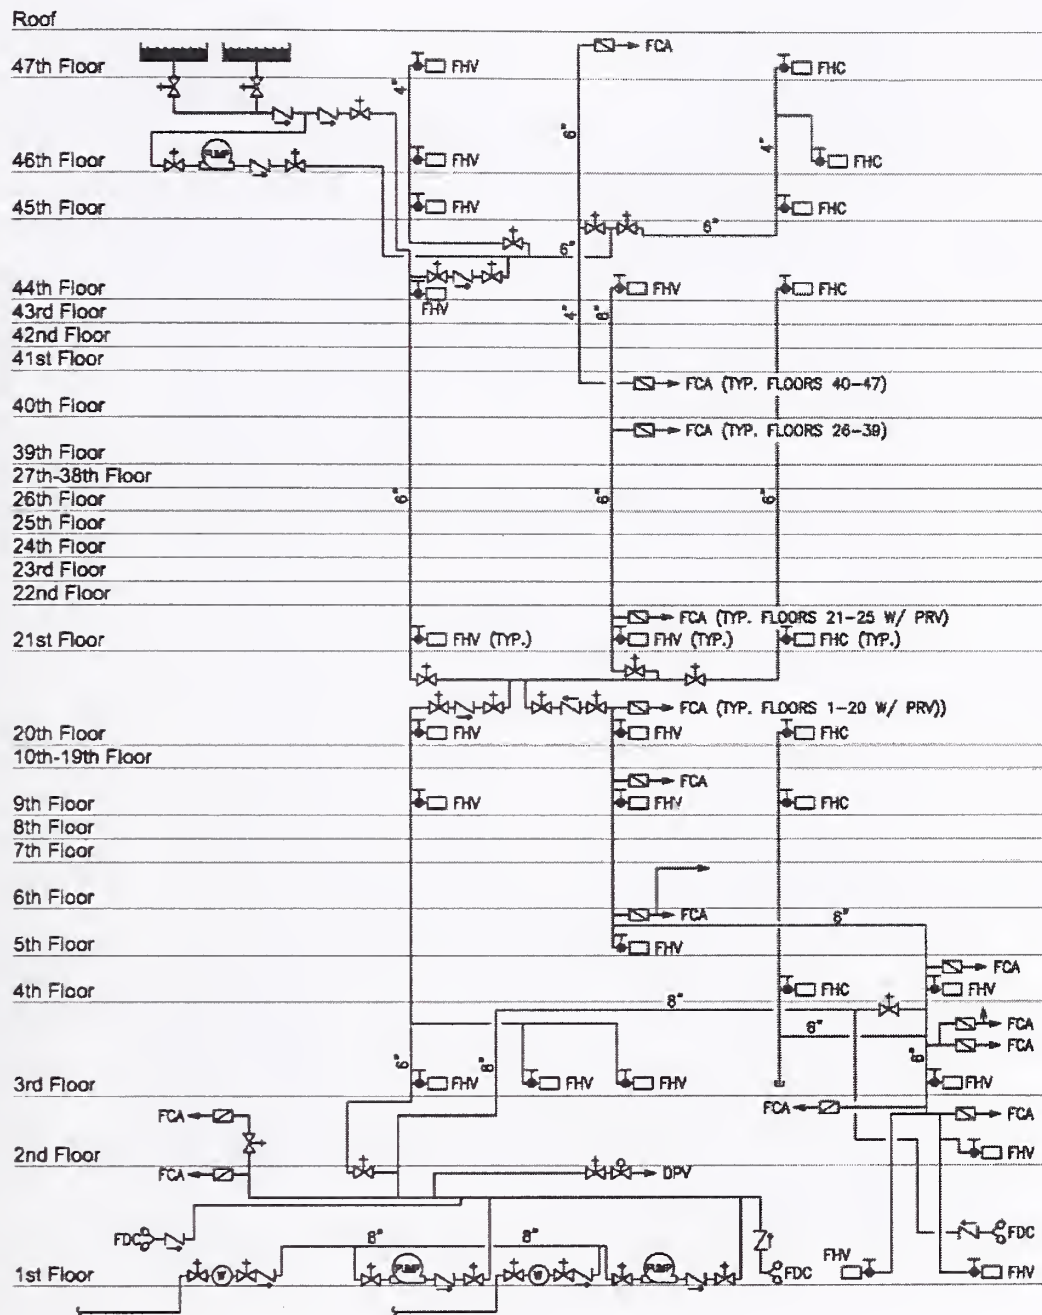 Roof
FCA
47th Floor
FHV
FHC
4"
6"
46th Floor
PUMP
FHV
4"
FHC
45th Floor
FHV
FHC
6"
6"
44th Floor
FHV
FHV
FHC
43rd Floor
4"
6"
42nd Floor
41st Floor
FCA (TYP. FLOORS 40-47)
40th Floor
FCA (TYP. FLOORS 26-39)
39th Floor
27th-38th Floor
26th Floor
6"
6"
6"
25th Floor
24th Floor
23rd Floor
22nd Floor
FCA (TYP. FLOORS 21-25 W/ PRV)
21st Floor
FHV (TYP.)
FHV (TYP.)
FHC (TYP.)
FCA (TYP. FLOORS 1-20 W/ PRV))
20th Floor
FHV
FHV
FHC
10th-19th Floor
FCA
9th Floor
FHV
FHV
FHC
8th Floor
7th Floor
6th Floor
FCA
6"
5th Floor
FHV
FCA
4th Floor
FHC
FHV
8"
FCA
6"
FCA
6"
8"
6"
3rd Floor
FHV
FHV
FHV
FHV
FCA
FCA
FCA
2nd Floor
FHV
FCA
DPV
FDC
FDC
8"
8"
FHV
1st Floor
W
PUMP
W
PUMP
FDC
FHV